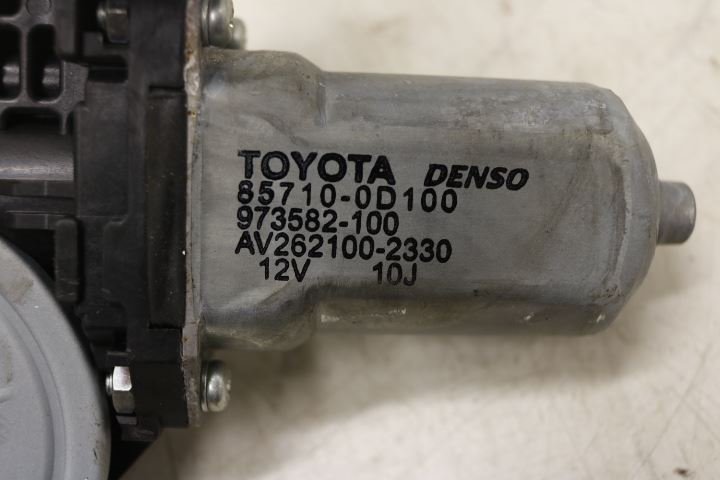 TOYOTA DENSO
85710-0D100
973582-100
AV262100-2330
12V 10J